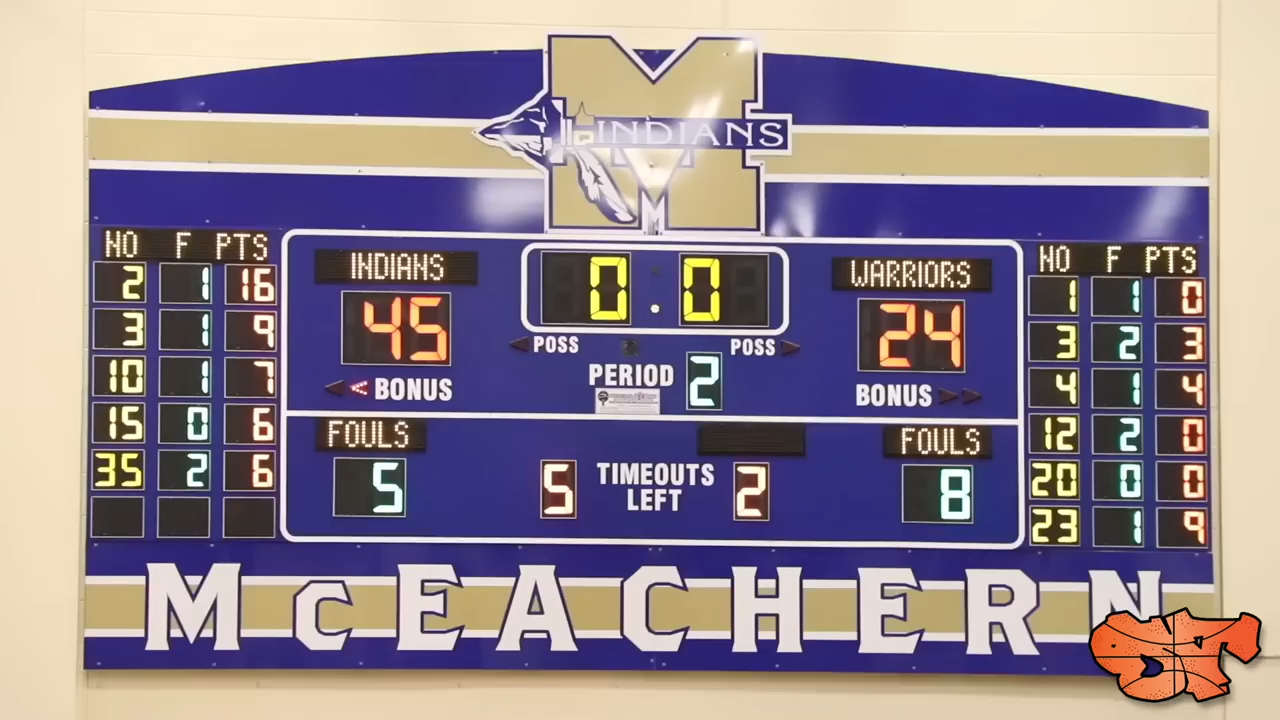 INDIANS
M
NO F PTS
2 1 16
3 1 9
10 1 7
15 0 6
35 2 6
INDIANS
45
BONUS
0.0
POSS POSS
PERIOD 2
WARRIORS
24
BONUS
FOULS
5
5 TIMEOUTS LEFT 2
FOULS
8
NO F PTS
1 1 0
3 2 3
4 1 4
12 2 0
20 0 0
23 1 9
McEACHERN